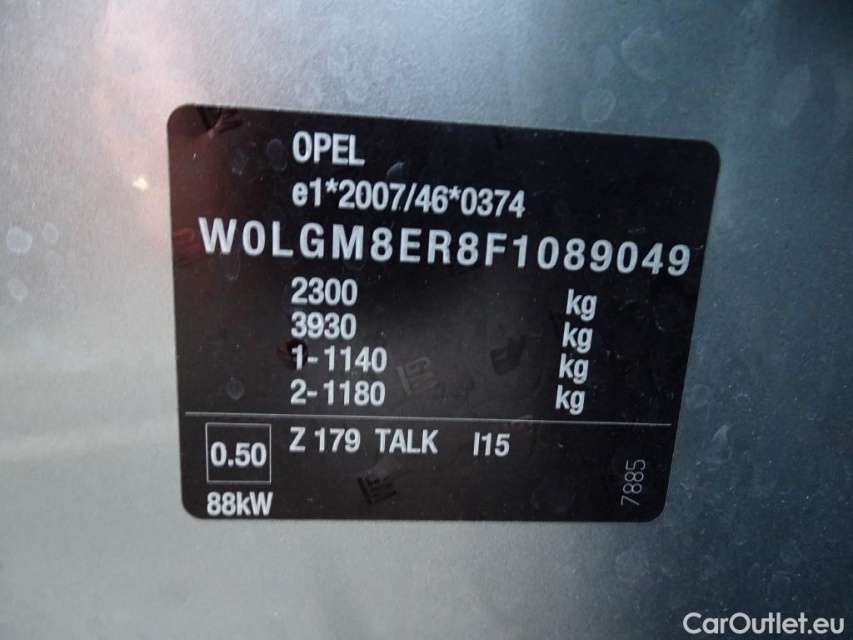 OPEL
e1*2007/46*0374
W0LGM8ER8F1089049
2300 kg
3930 kg
1-1140 kg
2-1180 kg
0.50 Z 179 TALK I15
88kW
7885
CarOutlet.eu